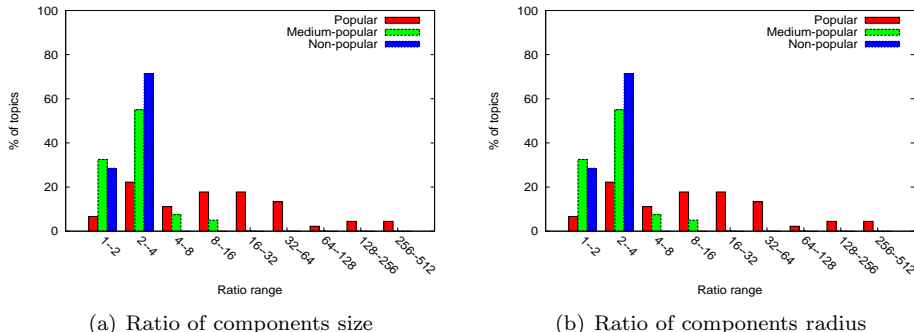 100
80
60
40
20
0
% of topics
Popular
Medium-popular
Non-popular
1--2
2--4
4--8
8--16
16--32
32--64
64--128
128--256
256--512
Ratio range
(a) Ratio of components size
100
80
60
40
20
0
% of topics
Popular
Medium-popular
Non-popular
1--2
2--4
4--8
8--16
16--32
32--64
64--128
128--256
256--512
Ratio range
(b) Ratio of components radius